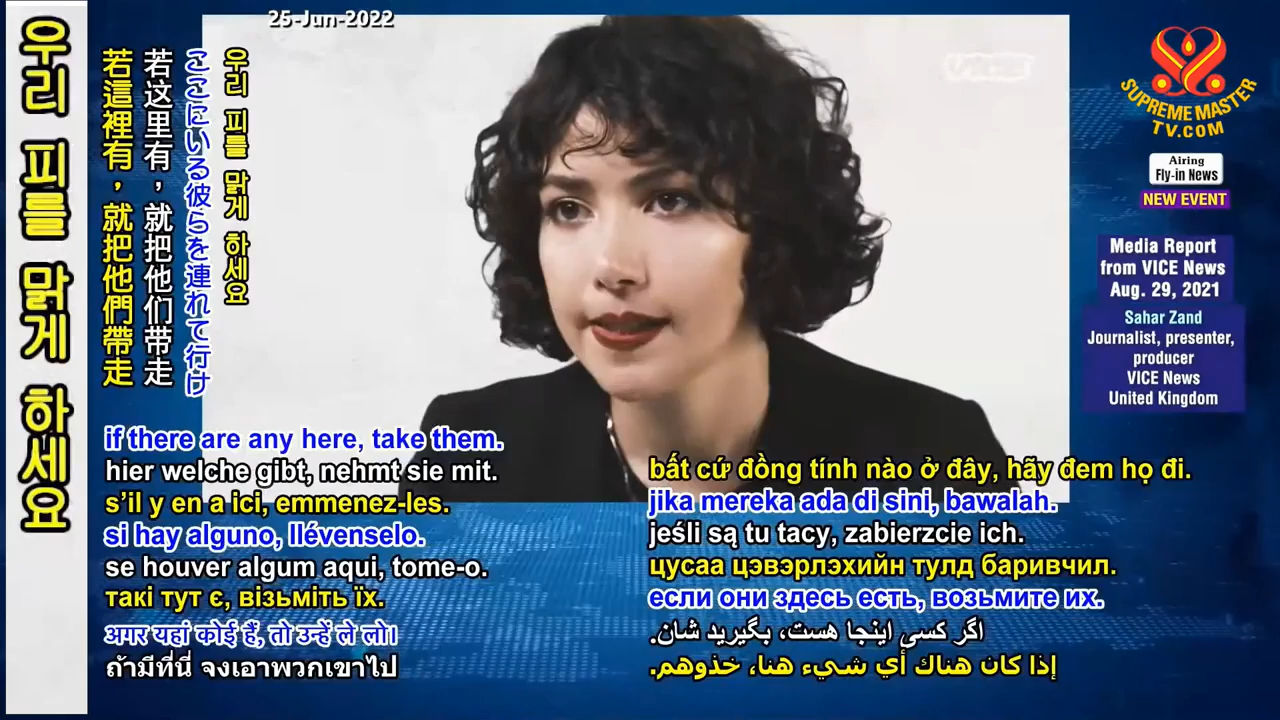 우리 피를 맑게 하세요
25-Jun-2022
VICE
SUPREME MASTER
TV.COM
Airing
Fly-in News
NEW EVENT
Media Report
from VICE News
Aug. 29, 2021
Sahar Zand
Journalist, presenter,
producer
VICE News
United Kingdom
우리 피를 맑게 하세요
ここにいる彼らを連れて行け
若这里有，就把他们带走
若這裡有，就把他們帶走
if there are any here, take them.
hier welche gibt, nehmt sie mit.
s’il y en a ici, emmenez-les.
si hay alguno, llévenselo.
se houver algum aqui, tome-o.
такі тут є, візьміть їх.
अगर यहां कोई हैं, तो उन्हें ले लो।
ถ้ามีที่นี่ จงเอาพวกเขาไป
bất cứ đồng tính nào ở đây, hãy đem họ đi.
jika mereka ada di sini, bawalah.
jeśli są tu tacy, zabierzcie ich.
цусаа цэвэрлэхийн тулд баривчил.
если они здесь есть, возьмите их.
اگر کسی اینجا هست، بگیرید شان.
إذا كان هناك أي شيء هنا، خذوهم.